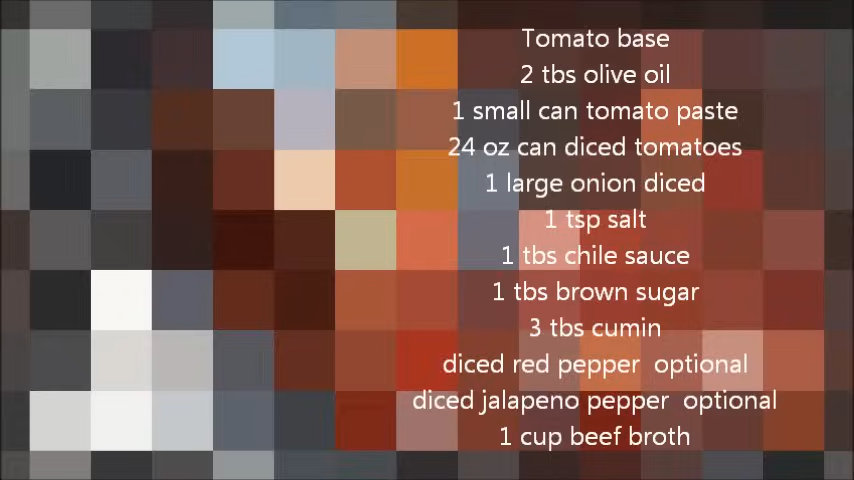 Tomato base
2 tbs olive oil
1 small can tomato paste
24 oz can diced tomatoes
1 large onion diced
1 tsp salt
1 tbs chile sauce
1 tbs brown sugar
3 tbs cumin
diced red pepper  optional
diced jalapeno pepper  optional
1 cup beef broth